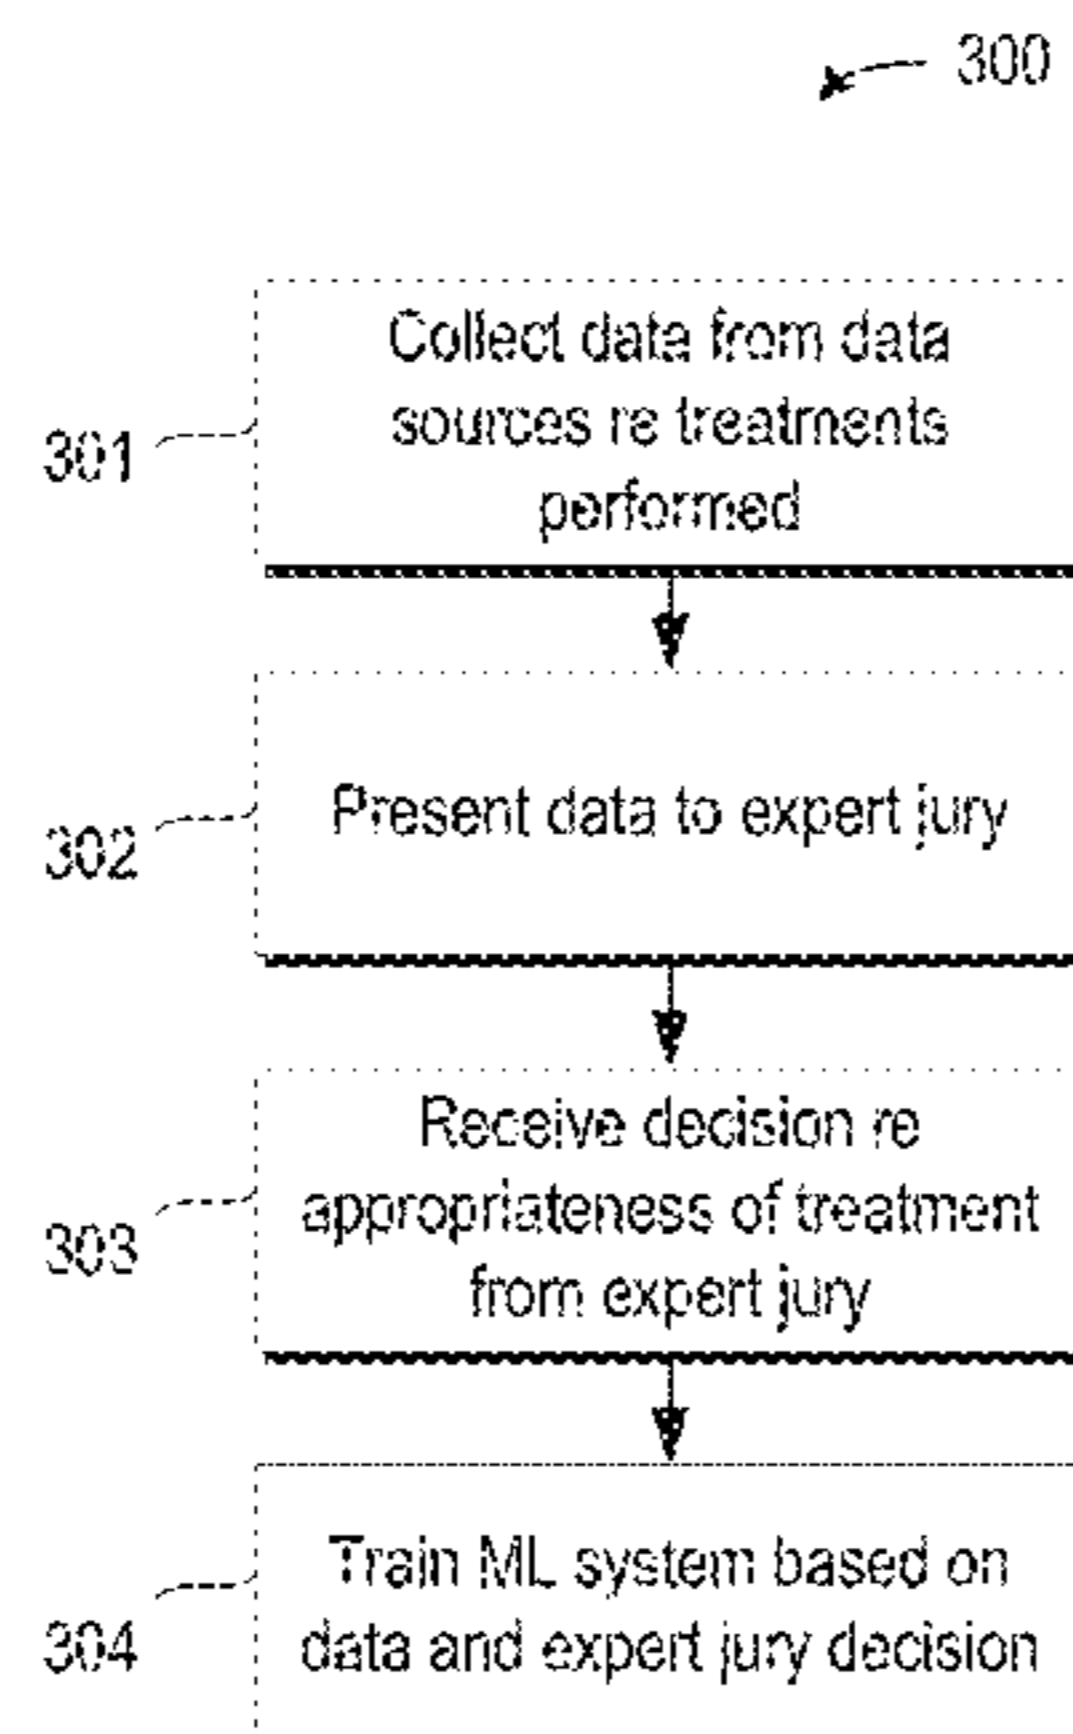 300
Collect data from data
sources re treatments
performed
301
Present data to expert jury
302
Receive decision re
appropriateness of treatment
from expert jury
303
Train ML system based on
data and expert jury decision
304